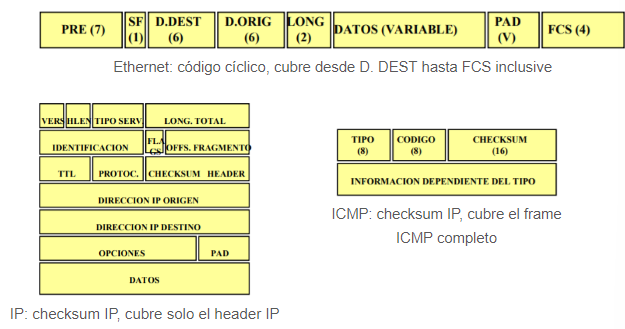 PRE (7) SF (1) D.DEST (6) D.ORIG (6) LONG (2) DATOS (VARIABLE) PAD (V) FCS (4)
Ethernet: código cíclico, cubre desde D. DEST hasta FCS inclusive
VERS HLEN TIPO SERV. LONG. TOTAL
IDENTIFICACION FLA GS OFFS. FRAGMENTO
TTL PROTOC. CHECKSUM HEADER
DIRECCION IP ORIGEN
DIRECCION IP DESTINO
OPCIONES PAD
DATOS
IP: checksum IP, cubre solo el header IP
TIPO (8) CODIGO (8) CHECKSUM (16)
INFORMACION DEPENDIENTE DEL TIPO
ICMP: checksum IP, cubre el frame
ICMP completo